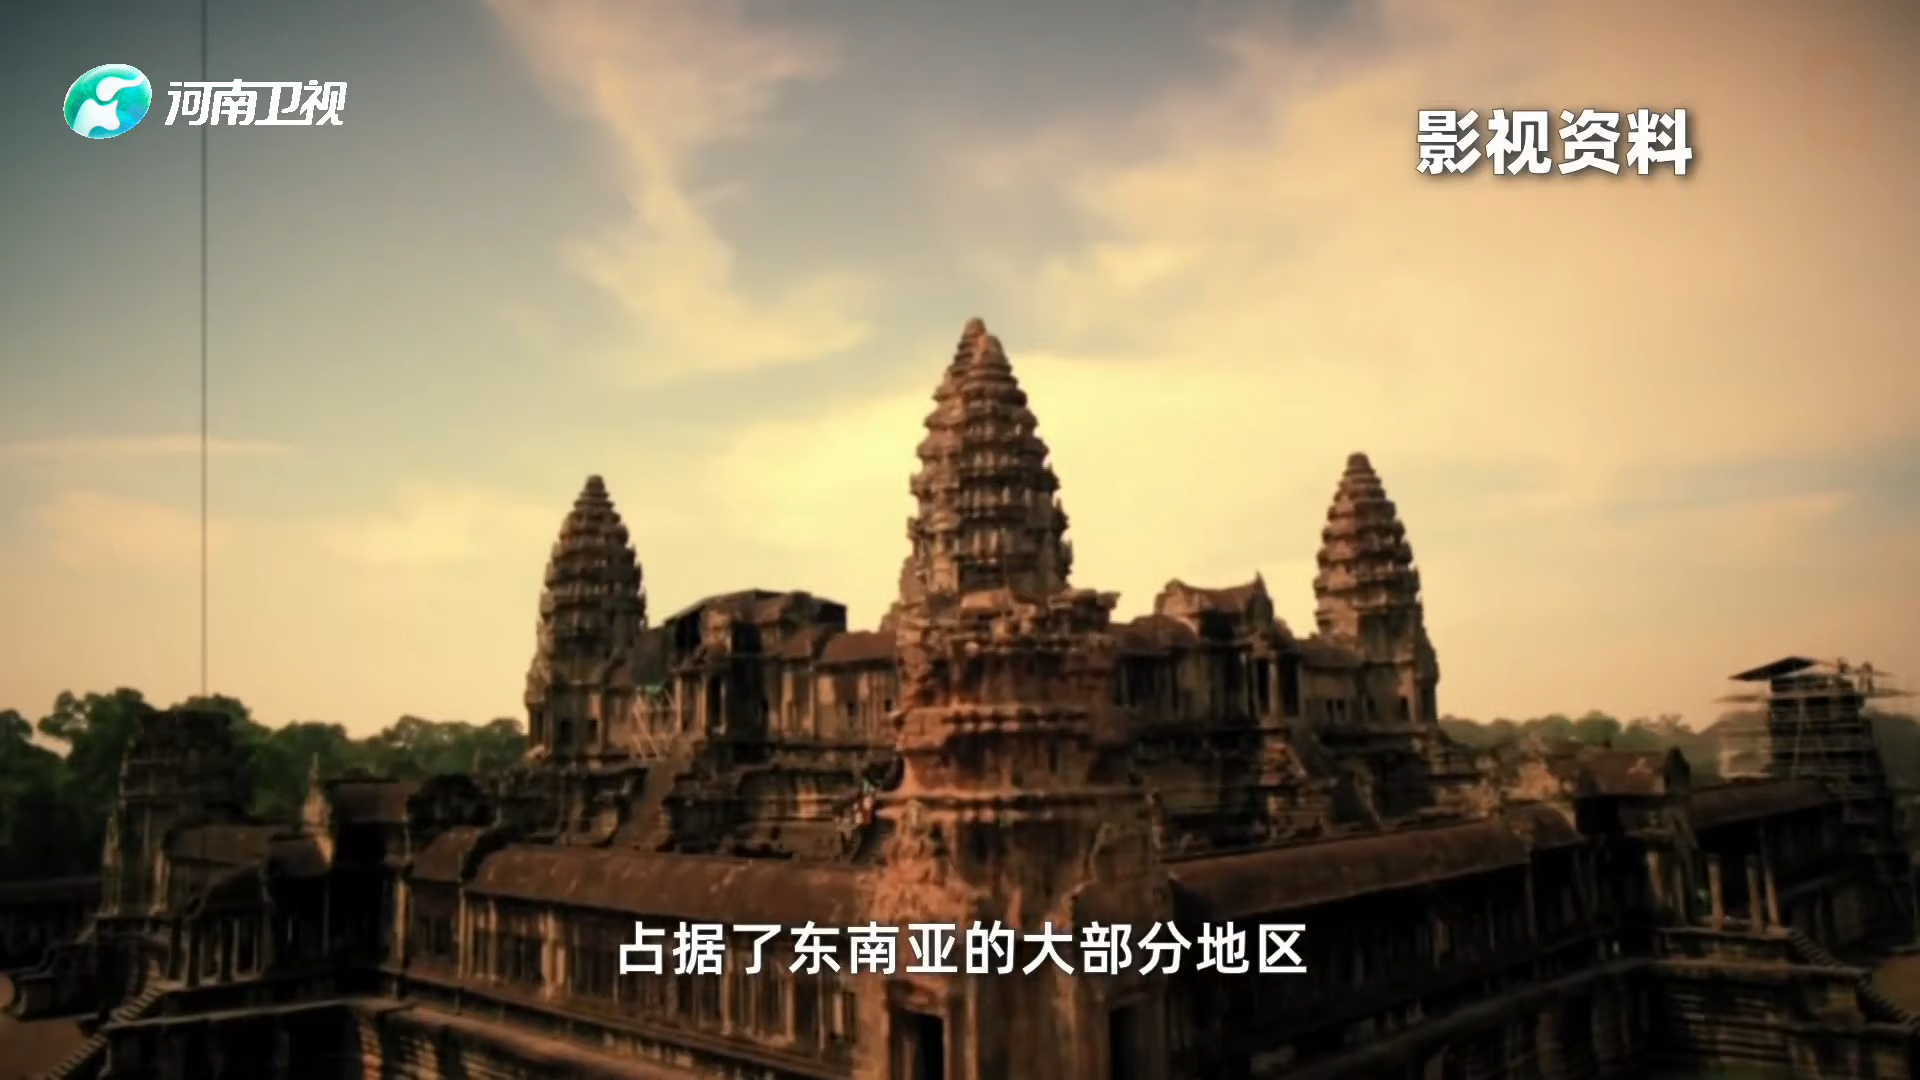 河南卫视
影视资料
占据了东南亚的大部分地区